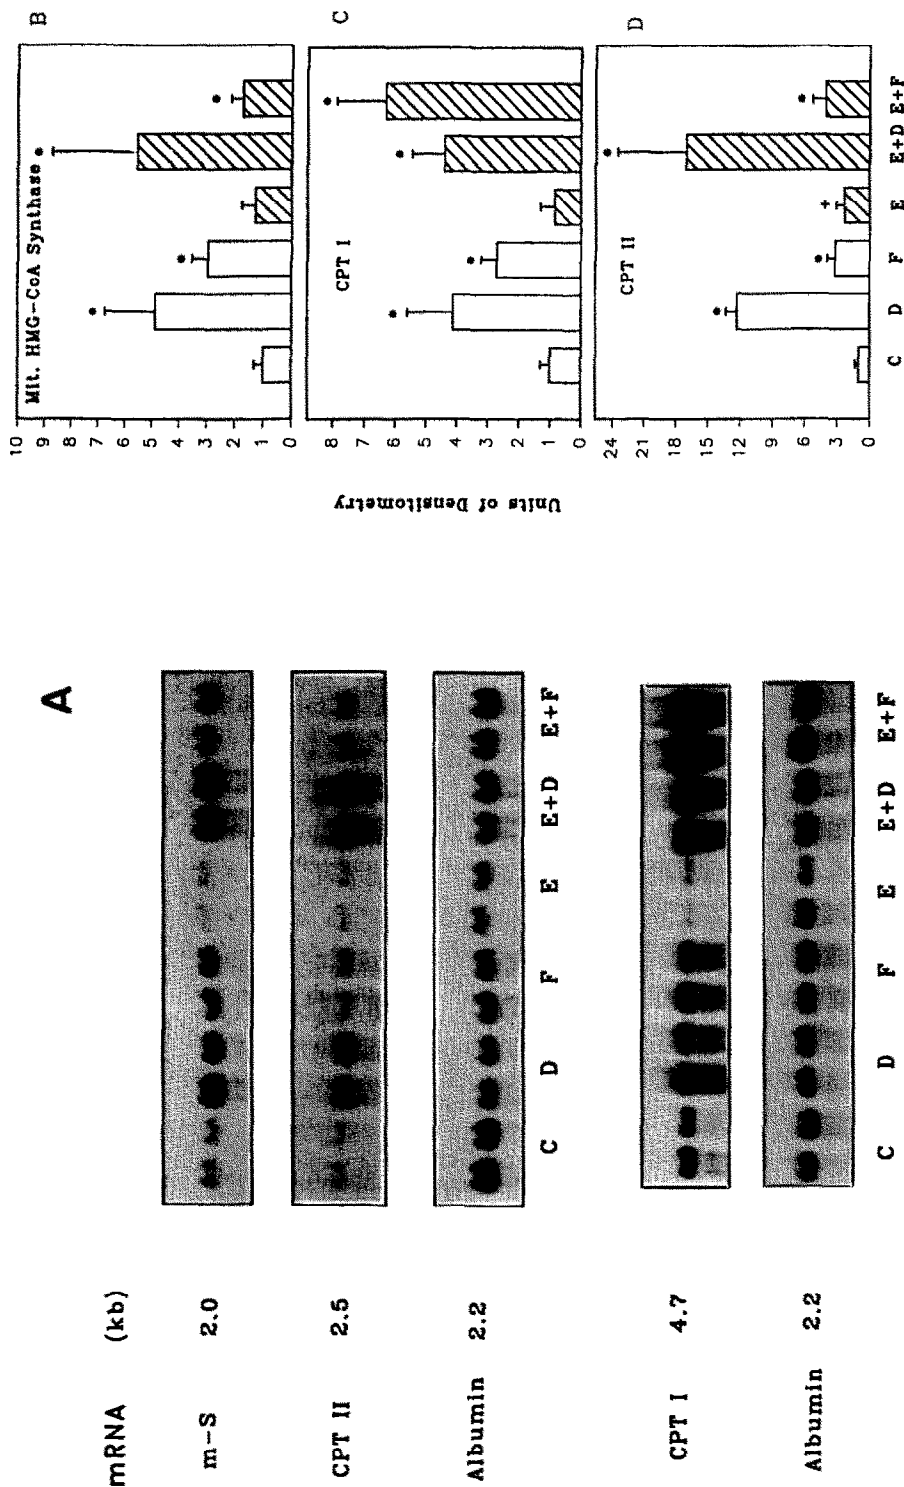 A
mRNA (kb)
m-S 2.0
CPT II 2.5
Albumin 2.2
C D F E E+D E+F
CPT I 4.7
Albumin 2.2
C D F E E+D E+F
Units of Densitometry
B
Mit. HMG-CoA Synthase
10 9 8 7 6 5 4 3 2 1 0
C
CPT I
8 7 6 5 4 3 2 1 0
D
CPT II
24 21 18 15 12 9 6 3 0
C D F E E+D E+F